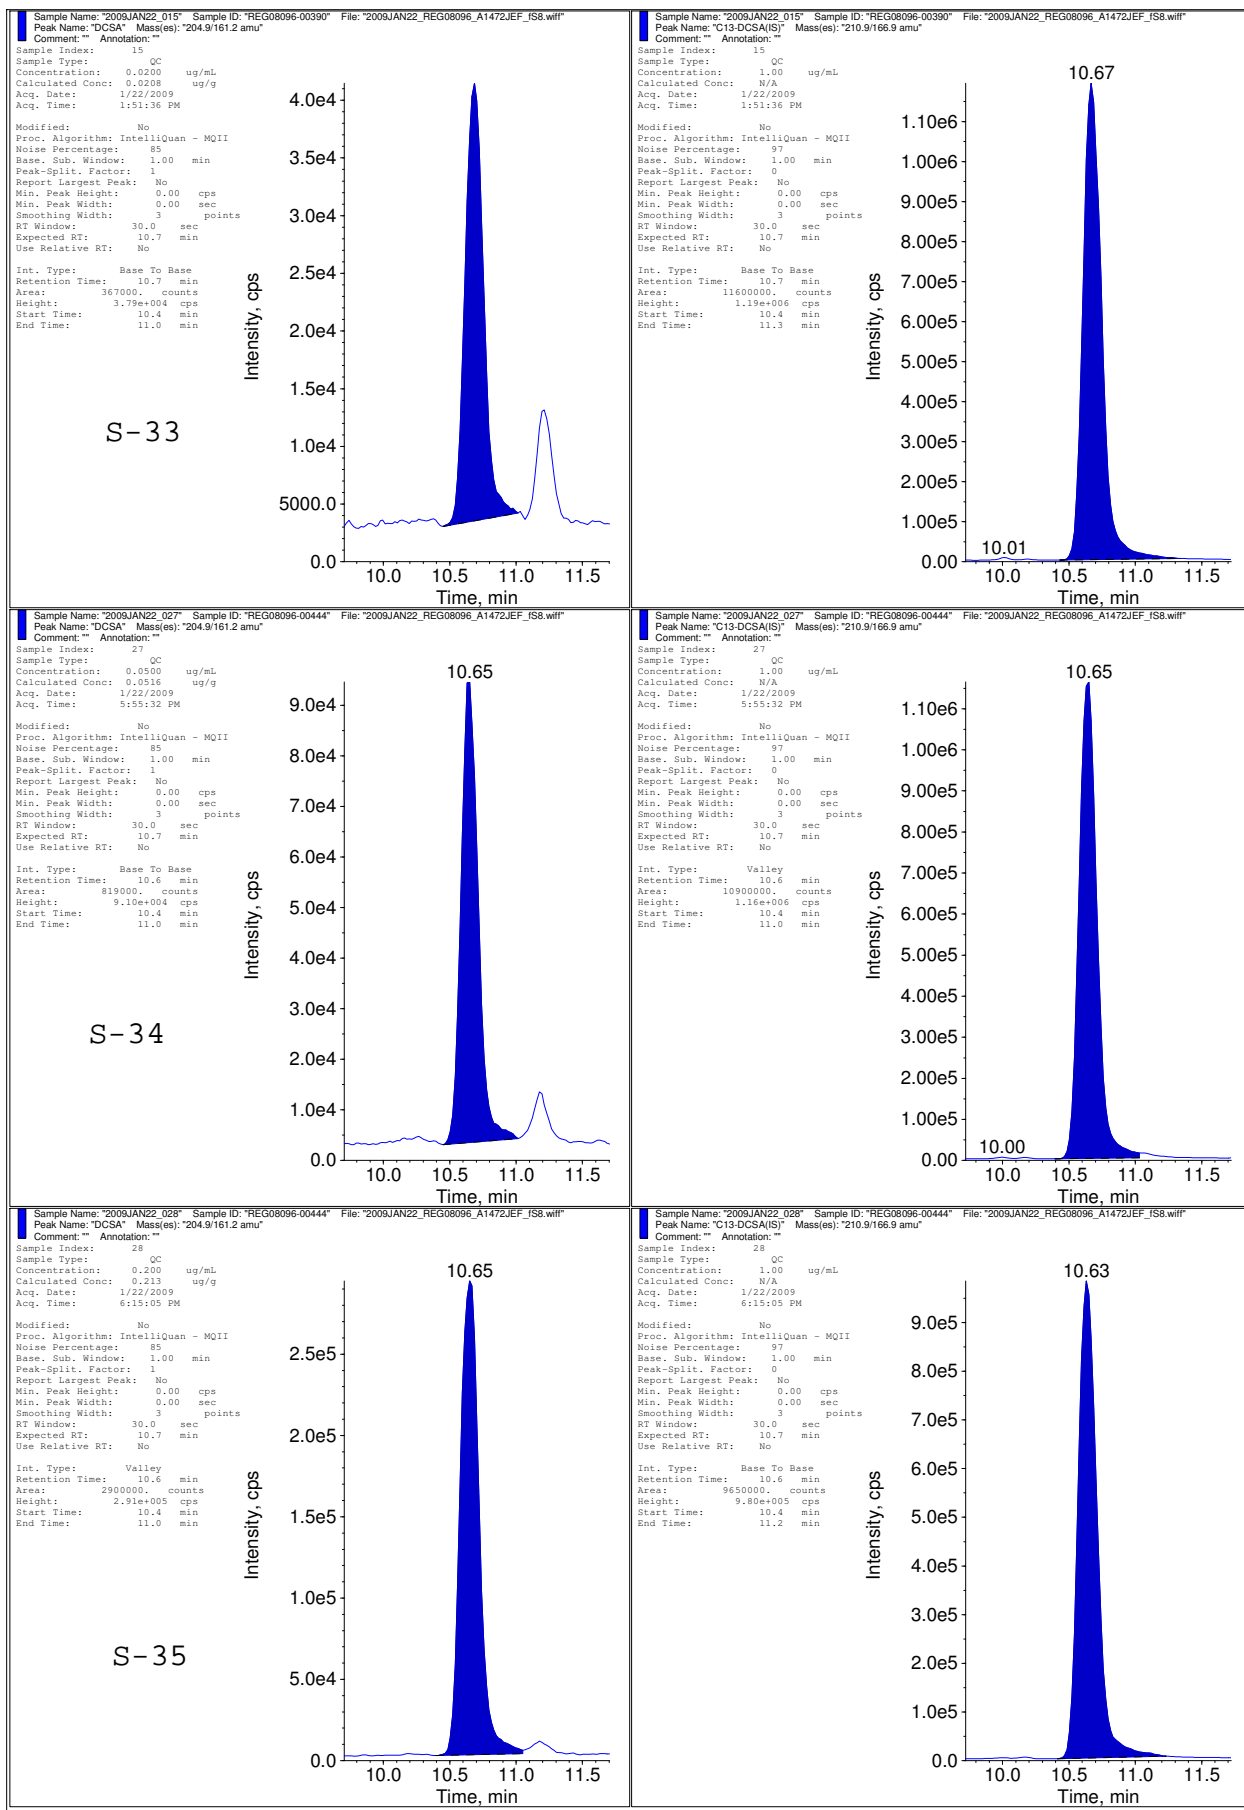 Sample Name: "2009JAN22_015" Sample ID: "REG08096-00390" File: "2009JAN22_REG08096_A1472JEF_fS8.wiff"
Peak Name: "DCSA" Mass(es): "204.9/161.2 amu"
Comment: "" Annotation: ""
Sample Index: 15
Sample Type: QC
Concentration: 0.0200 ug/mL
Calculated Conc: 0.0208 ug/g
Acq. Date: 1/22/2009
Acq. Time: 1:51:36 PM
Modified: No
Proc. Algorithm: IntelliQuan - MQII
Noise Percentage: 85
Base. Sub. Window: 1.00 min
Peak-Split. Factor: 1
Report Largest Peak: No
Min. Peak Height: 0.00 cps
Min. Peak Width: 0.00 sec
Smoothing Width: 3 points
RT Window: 30.0 sec
Expected RT: 10.7 min
Use Relative RT: No
Int. Type: Base To Base
Retention Time: 10.7 min
Area: 367000. counts
Height: 3.79e+004 cps
Start Time: 10.4 min
End Time: 11.0 min
S-33
Intensity, cps
4.0e4
3.5e4
3.0e4
2.5e4
2.0e4
1.5e4
1.0e4
5000.0
0.0
10.0 10.5 11.0 11.5
Time, min
Sample Name: "2009JAN22_015" Sample ID: "REG08096-00390" File: "2009JAN22_REG08096_A1472JEF_fS8.wiff"
Peak Name: "C13-DCSA(IS)" Mass(es): "210.9/166.9 amu"
Comment: "" Annotation: ""
Sample Index: 15
Sample Type: QC
Concentration: 1.00 ug/mL
Calculated Conc: N/A
Acq. Date: 1/22/2009
Acq. Time: 1:51:36 PM
Modified: No
Proc. Algorithm: IntelliQuan - MQII
Noise Percentage: 97
Base. Sub. Window: 1.00 min
Peak-Split. Factor: 0
Report Largest Peak: No
Min. Peak Height: 0.00 cps
Min. Peak Width: 0.00 sec
Smoothing Width: 3 points
RT Window: 30.0 sec
Expected RT: 10.7 min
Use Relative RT: No
Int. Type: Base To Base
Retention Time: 10.7 min
Area: 11600000. counts
Height: 1.19e+006 cps
Start Time: 10.4 min
End Time: 11.3 min
Intensity, cps
10.67
1.10e6
1.00e6
9.00e5
8.00e5
7.00e5
6.00e5
5.00e5
4.00e5
3.00e5
2.00e5
1.00e5
0.00
10.01
10.0 10.5 11.0 11.5
Time, min
Sample Name: "2009JAN22_027" Sample ID: "REG08096-00444" File: "2009JAN22_REG08096_A1472JEF_fS8.wiff"
Peak Name: "DCSA" Mass(es): "204.9/161.2 amu"
Comment: "" Annotation: ""
Sample Index: 27
Sample Type: QC
Concentration: 0.0500 ug/mL
Calculated Conc: 0.0516 ug/g
Acq. Date: 1/22/2009
Acq. Time: 5:55:32 PM
Modified: No
Proc. Algorithm: IntelliQuan - MQII
Noise Percentage: 85
Base. Sub. Window: 1.00 min
Peak-Split. Factor: 1
Report Largest Peak: No
Min. Peak Height: 0.00 cps
Min. Peak Width: 0.00 sec
Smoothing Width: 3 points
RT Window: 30.0 sec
Expected RT: 10.7 min
Use Relative RT: No
Int. Type: Base To Base
Retention Time: 10.6 min
Area: 819000. counts
Height: 9.10e+004 cps
Start Time: 10.4 min
End Time: 11.0 min
S-34
Intensity, cps
10.65
9.0e4
8.0e4
7.0e4
6.0e4
5.0e4
4.0e4
3.0e4
2.0e4
1.0e4
0.0
10.0 10.5 11.0 11.5
Time, min
Sample Name: "2009JAN22_027" Sample ID: "REG08096-00444" File: "2009JAN22_REG08096_A1472JEF_fS8.wiff"
Peak Name: "C13-DCSA(IS)" Mass(es): "210.9/166.9 amu"
Comment: "" Annotation: ""
Sample Index: 27
Sample Type: QC
Concentration: 1.00 ug/mL
Calculated Conc: N/A
Acq. Date: 1/22/2009
Acq. Time: 5:55:32 PM
Modified: No
Proc. Algorithm: IntelliQuan - MQII
Noise Percentage: 97
Base. Sub. Window: 1.00 min
Peak-Split. Factor: 0
Report Largest Peak: No
Min. Peak Height: 0.00 cps
Min. Peak Width: 0.00 sec
Smoothing Width: 3 points
RT Window: 30.0 sec
Expected RT: 10.7 min
Use Relative RT: No
Int. Type: Valley
Retention Time: 10.6 min
Area: 10900000. counts
Height: 1.16e+006 cps
Start Time: 10.4 min
End Time: 11.0 min
Intensity, cps
10.65
1.10e6
1.00e6
9.00e5
8.00e5
7.00e5
6.00e5
5.00e5
4.00e5
3.00e5
2.00e5
1.00e5
0.00
10.00
10.0 10.5 11.0 11.5
Time, min
Sample Name: "2009JAN22_028" Sample ID: "REG08096-00444" File: "2009JAN22_REG08096_A1472JEF_fS8.wiff"
Peak Name: "DCSA" Mass(es): "204.9/161.2 amu"
Comment: "" Annotation: ""
Sample Index: 28
Sample Type: QC
Concentration: 0.200 ug/mL
Calculated Conc: 0.213 ug/g
Acq. Date: 1/22/2009
Acq. Time: 6:15:05 PM
Modified: No
Proc. Algorithm: IntelliQuan - MQII
Noise Percentage: 85
Base. Sub. Window: 1.00 min
Peak-Split. Factor: 1
Report Largest Peak: No
Min. Peak Height: 0.00 cps
Min. Peak Width: 0.00 sec
Smoothing Width: 3 points
RT Window: 30.0 sec
Expected RT: 10.7 min
Use Relative RT: No
Int. Type: Valley
Retention Time: 10.6 min
Area: 2900000. counts
Height: 2.91e+005 cps
Start Time: 10.4 min
End Time: 11.0 min
S-35
Intensity, cps
10.65
2.5e5
2.0e5
1.5e5
1.0e5
5.0e4
0.0
10.0 10.5 11.0 11.5
Time, min
Sample Name: "2009JAN22_028" Sample ID: "REG08096-00444" File: "2009JAN22_REG08096_A1472JEF_fS8.wiff"
Peak Name: "C13-DCSA(IS)" Mass(es): "210.9/166.9 amu"
Comment: "" Annotation: ""
Sample Index: 28
Sample Type: QC
Concentration: 1.00 ug/mL
Calculated Conc: N/A
Acq. Date: 1/22/2009
Acq. Time: 6:15:05 PM
Modified: No
Proc. Algorithm: IntelliQuan - MQII
Noise Percentage: 97
Base. Sub. Window: 1.00 min
Peak-Split. Factor: 0
Report Largest Peak: No
Min. Peak Height: 0.00 cps
Min. Peak Width: 0.00 sec
Smoothing Width: 3 points
RT Window: 30.0 sec
Expected RT: 10.7 min
Use Relative RT: No
Int. Type: Base To Base
Retention Time: 10.6 min
Area: 9650000. counts
Height: 9.80e+005 cps
Start Time: 10.4 min
End Time: 11.2 min
Intensity, cps
10.63
9.0e5
8.0e5
7.0e5
6.0e5
5.0e5
4.0e5
3.0e5
2.0e5
1.0e5
0.0
10.0 10.5 11.0 11.5
Time, min